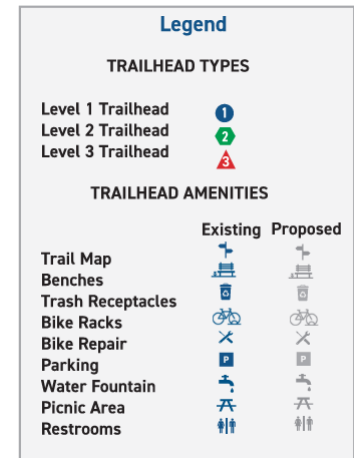 Legend
TRAILHEAD TYPES
Level 1 Trailhead 1
Level 2 Trailhead 2
Level 3 Trailhead 3
TRAILHEAD AMENITIES
Existing Proposed
Trail Map
Benches
Trash Receptacles
Bike Racks
Bike Repair
Parking P P
Water Fountain
Picnic Area
Restrooms